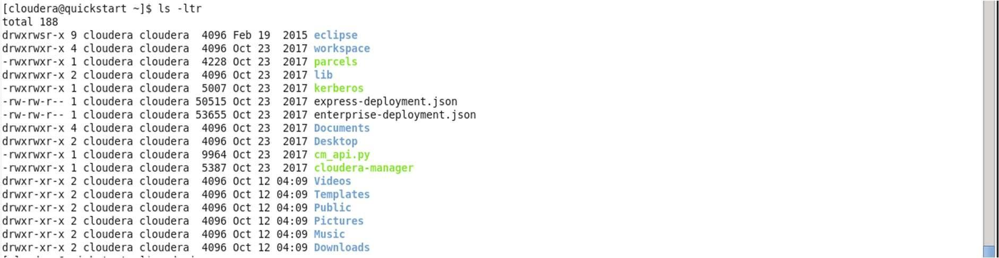 [cloudera@quickstart ~]$ ls -ltr
total 188
drwxrwsr-x 9 cloudera cloudera  4096 Feb 19  2015 eclipse
drwxrwxr-x 4 cloudera cloudera  4096 Oct 23  2017 workspace
-rwxrwxr-x 1 cloudera cloudera  4228 Oct 23  2017 parcels
drwxrwxr-x 2 cloudera cloudera  4096 Oct 23  2017 lib
-rwxrwxr-x 1 cloudera cloudera  5007 Oct 23  2017 kerberos
-rw-rw-r-- 1 cloudera cloudera 50515 Oct 23  2017 express-deployment.json
-rw-rw-r-- 1 cloudera cloudera 53655 Oct 23  2017 enterprise-deployment.json
drwxrwxr-x 4 cloudera cloudera  4096 Oct 23  2017 Documents
drwxrwxr-x 2 cloudera cloudera  4096 Oct 23  2017 Desktop
-rwxrwxr-x 1 cloudera cloudera  9964 Oct 23  2017 cm_api.py
-rwxrwxr-x 1 cloudera cloudera  5387 Oct 23  2017 cloudera-manager
drwxr-xr-x 2 cloudera cloudera  4096 Oct 12 04:09 Videos
drwxr-xr-x 2 cloudera cloudera  4096 Oct 12 04:09 Templates
drwxr-xr-x 2 cloudera cloudera  4096 Oct 12 04:09 Public
drwxr-xr-x 2 cloudera cloudera  4096 Oct 12 04:09 Pictures
drwxr-xr-x 2 cloudera cloudera  4096 Oct 12 04:09 Music
drwxr-xr-x 2 cloudera cloudera  4096 Oct 12 04:09 Downloads